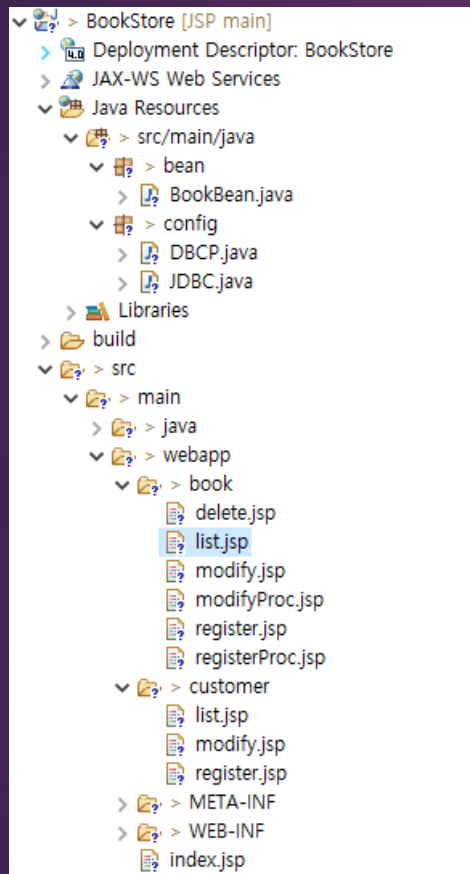 > BookStore [JSP main]
> Deployment Descriptor: BookStore
> JAX-WS Web Services
Java Resources
> src/main/java
> bean
> BookBean.java
> config
> DBCP.java
> JDBC.java
> Libraries
> build
> src
> main
> > java
> webapp
> book
delete.jsp
list.jsp
modify.jsp
modifyProc.jsp
register.jsp
registerProc.jsp
> customer
list.jsp
modify.jsp
register.jsp
> > META-INF
> > WEB-INF
index.jsp